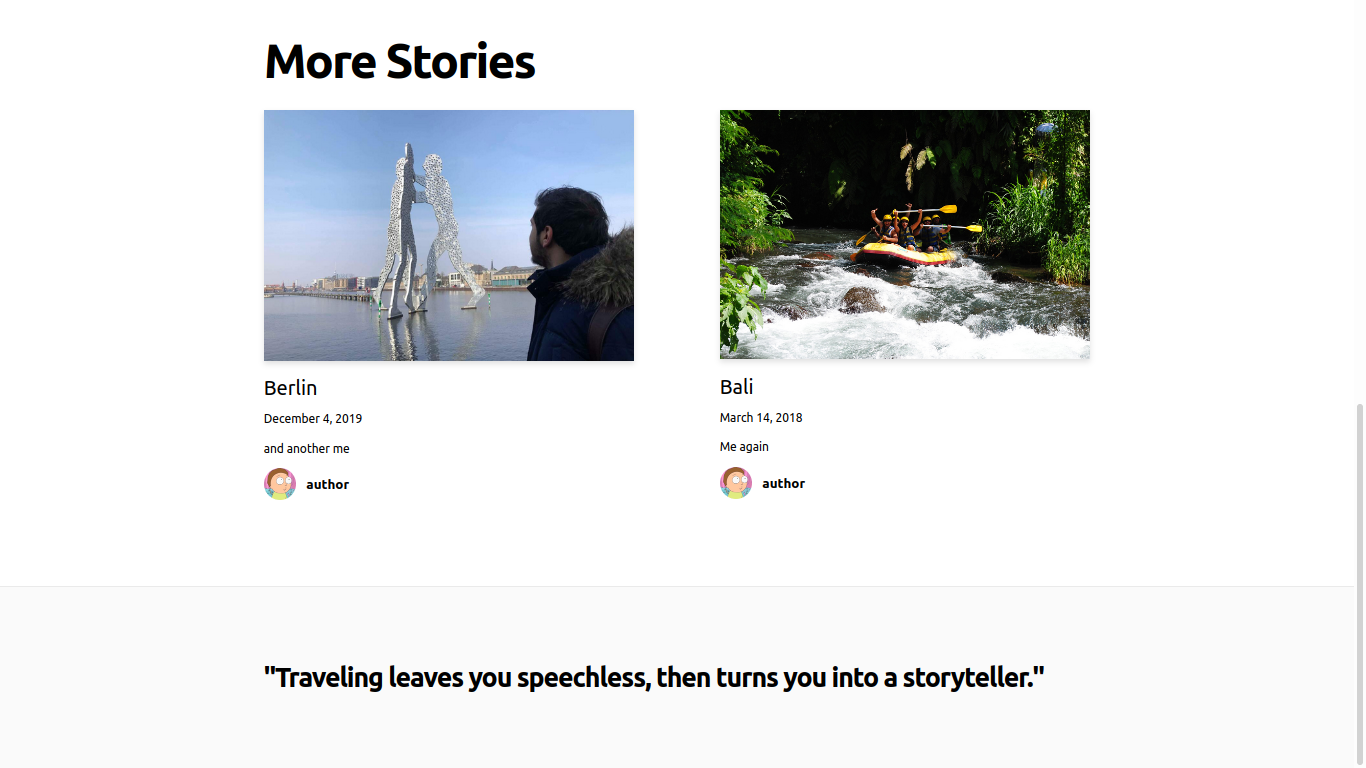 More Stories
Berlin
December 4, 2019
and another me
author
Bali
March 14, 2018
Me again
author
"Traveling leaves you speechless, then turns you into a storyteller."